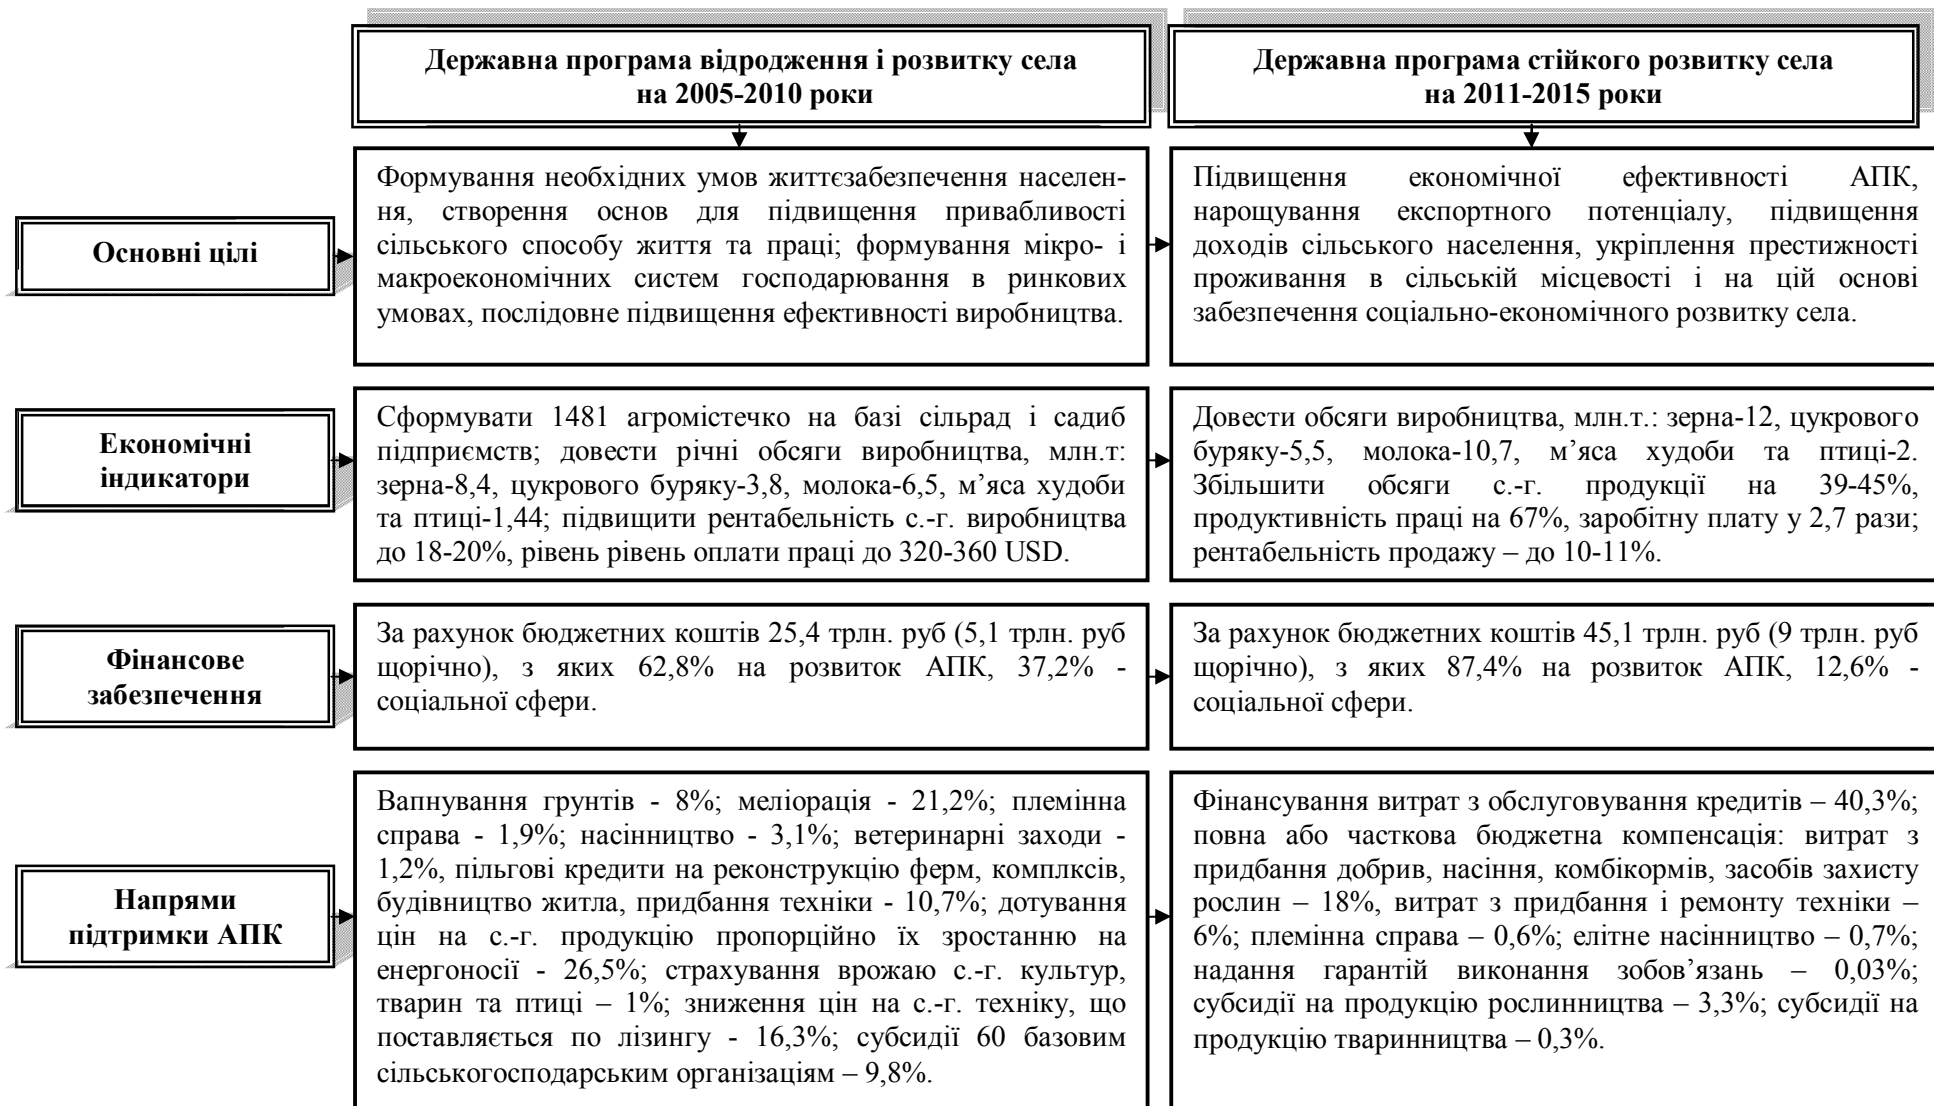 Державна програма відродження і розвитку села
на 2005-2010 роки
Державна програма стійкого розвитку села
на 2011-2015 роки
Основні цілі
Формування необхідних умов життєзабезпечення населен-
ня, створення основ для підвищення привабливості
сільського способу життя та праці; формування мікро- і
макроекономічних систем господарювання в ринкових
умовах, послідовне підвищення ефективності виробництва.
Підвищення економічної ефективності АПК,
нарощування експортного потенціалу, підвищення
доходів сільського населення, укріплення престижності
проживання в сільській місцевості і на цій основі
забезпечення соціально-економічного розвитку села.
Економічні
індикатори
Сформувати 1481 агромістечко на базі сільрад і садиб
підприємств; довести річні обсяги виробництва, млн.т:
зерна-8,4, цукрового буряку-3,8, молока-6,5, м’яса худоби
та птиці-1,44; підвищити рентабельність с.-г. виробництва
до 18-20%, рівень рівень оплати праці до 320-360 USD.
Довести обсяги виробництва, млн.т.: зерна-12, цукрового
буряку-5,5, молока-10,7, м’яса худоби та птиці-2.
Збільшити обсяги с.-г. продукції на 39-45%,
продуктивність праці на 67%, заробітну плату у 2,7 рази;
рентабельність продажу – до 10-11%.
Фінансове
забезпечення
За рахунок бюджетних коштів 25,4 трлн. руб (5,1 трлн. руб
щорічно), з яких 62,8% на розвиток АПК, 37,2% -
соціальної сфери.
За рахунок бюджетних коштів 45,1 трлн. руб (9 трлн. руб
щорічно), з яких 87,4% на розвиток АПК, 12,6% -
соціальної сфери.
Напрями
підтримки АПК
Вапнування грунтів - 8%; меліорація - 21,2%; племінна
справа - 1,9%; насінництво - 3,1%; ветеринарні заходи -
1,2%, пільгові кредити на реконструкцію ферм, комплксів,
будівництво житла, придбання техніки - 10,7%; дотування
цін на с.-г. продукцію пропорційно їх зростанню на
енергоносії - 26,5%; страхування врожаю с.-г. культур,
тварин та птиці – 1%; зниження цін на с.-г. техніку, що
поставляється по лізингу - 16,3%; субсидії 60 базовим
сільськогосподарським організаціям – 9,8%.
Фінансування витрат з обслуговування кредитів – 40,3%;
повна або часткова бюджетна компенсація: витрат з
придбання добрив, насіння, комбікормів, засобів захисту
рослин – 18%, витрат з придбання і ремонту техніки –
6%; племінна справа – 0,6%; елітне насінництво – 0,7%;
надання гарантій виконання зобов’язань – 0,03%;
субсидії на продукцію рослинництва – 3,3%; субсидії на
продукцію тваринництва – 0,3%.